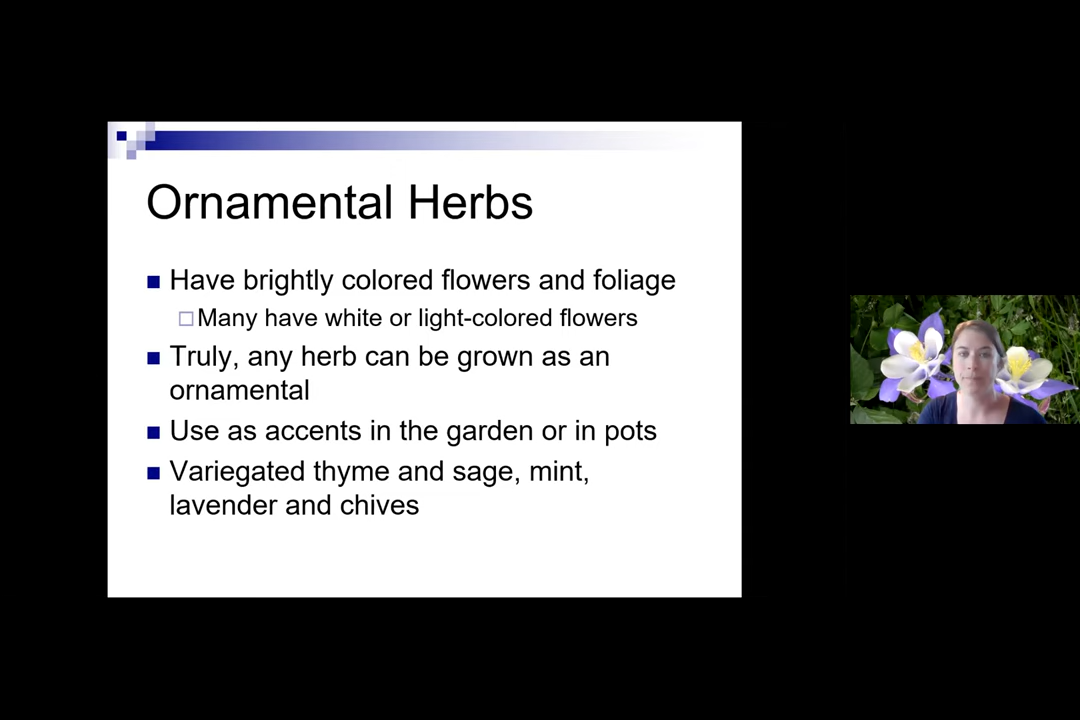 Ornamental Herbs
Have brightly colored flowers and foliage
Many have white or light-colored flowers
Truly, any herb can be grown as an
ornamental
Use as accents in the garden or in pots
Variegated thyme and sage, mint,
lavender and chives